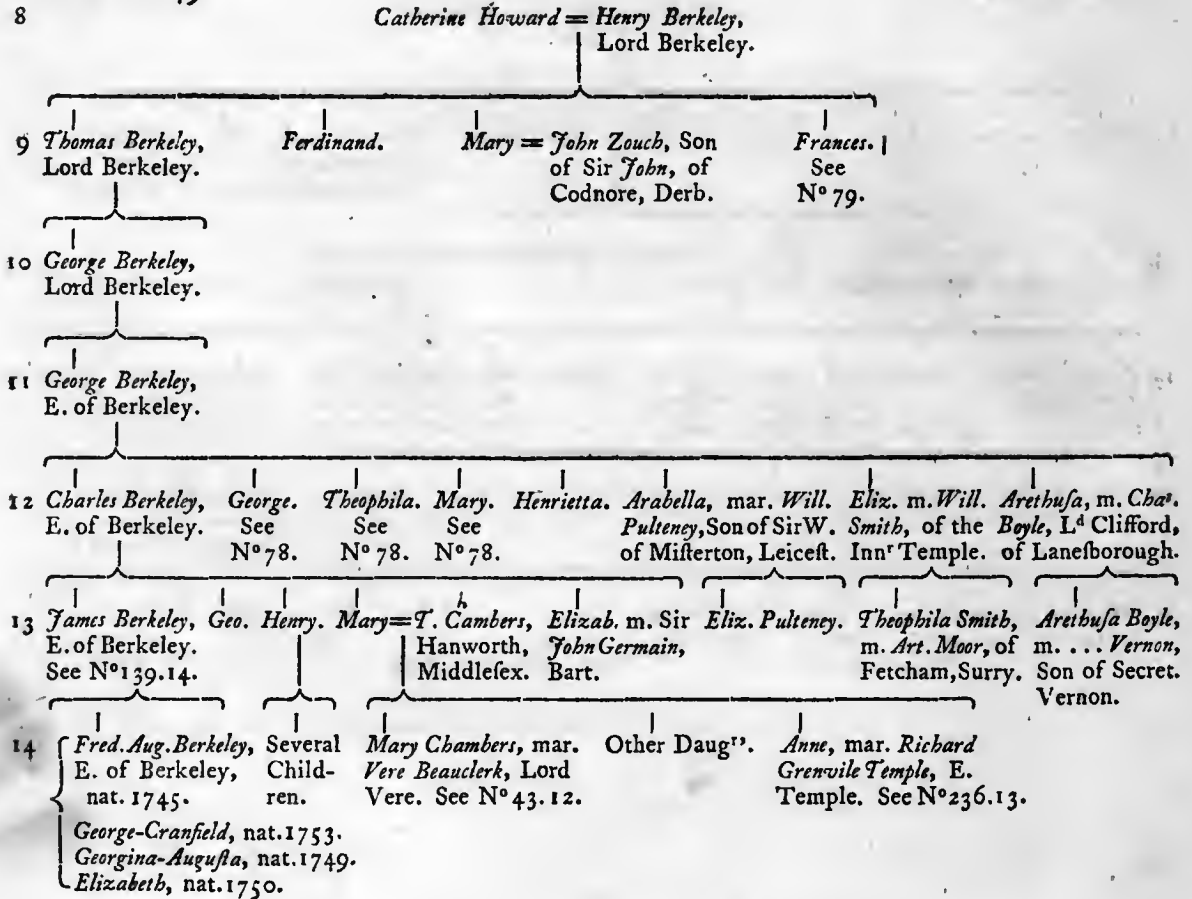 8
Catherine Howard = Henry Berkeley,
Lord Berkeley.
9 Thomas Berkeley, Ferdinand. Mary = John Zouch, Son Frances.
Lord Berkeley. of Sir John, of See
Codnore, Derb. Nº 79.
10 George Berkeley,
Lord Berkeley.
11 George Berkeley,
E. of Berkeley.
12 Charles Berkeley, George. Theophila. Mary. Henrietta. Arabella, mar. Will. Eliz. m. Will. Arethuſa, m. Chaˢ.
E. of Berkeley. See See See Pulteney, Son of Sir W. Smith, of the Boyle, Lᵈ Clifford,
Nº 78. Nº 78. Nº 78. of Miſterton, Leiceſt. Innʳ Temple. of Laneſborough.
13 James Berkeley, Geo. Henry. Mary = T. Cambers, Elizab. m. Sir Eliz. Pulteney. Theophila Smith, Arethuſa Boyle,
h
E. of Berkeley. Hanworth, John Germain, m. Art. Moor, of m. .... Vernon,
See Nº 139.14. Middleſex. Bart. Fetcham, Surry. Son of Secret.
Vernon.
14 Fred. Aug. Berkeley, Several Mary Chambers, mar. Other Daugʳˢ. Anne, mar. Richard
E. of Berkeley, Child- Vere Beauclerk, Lord Grenvile Temple, E.
nat. 1745. ren. Vere. See Nº 43.12. Temple. See Nº 236.13.
George-Cranfield, nat. 1753.
Georgina-Auguſta, nat. 1749.
Elizabeth, nat. 1750.